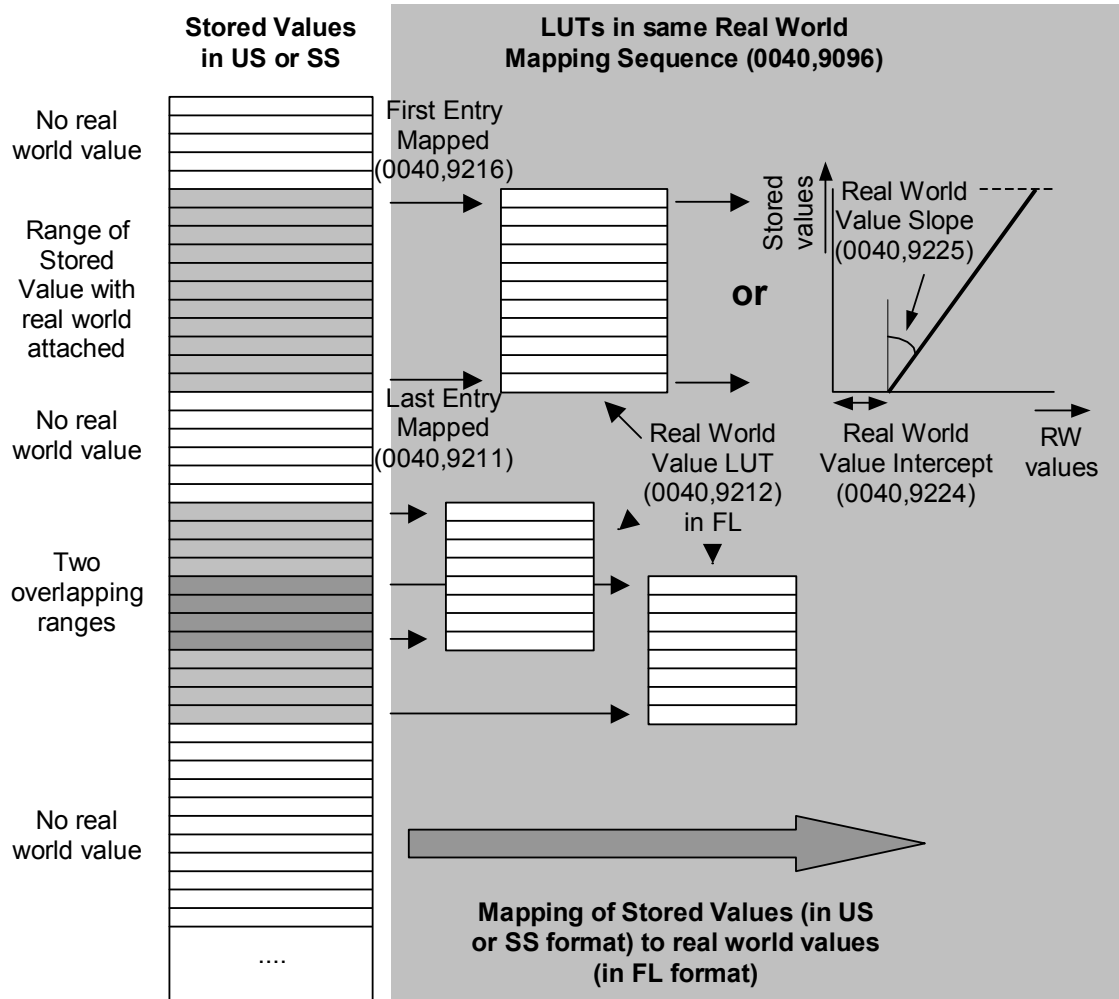 Stored Values
in US or SS
LUTs in same Real World
Mapping Sequence (0040,9096)
No real
world value
First Entry
Mapped
(0040,9216)
Range of
Stored
Value with
real world
attached
or
Stored
values
Real World
Value Slope
(0040,9225)
No real
world value
Last Entry
Mapped
(0040,9211)
Real World
Value LUT
(0040,9212)
in FL
Real World
Value Intercept
(0040,9224)
RW
values
Two
overlapping
ranges
No real
world value
Mapping of Stored Values (in US
or SS format) to real world values
(in FL format)
....